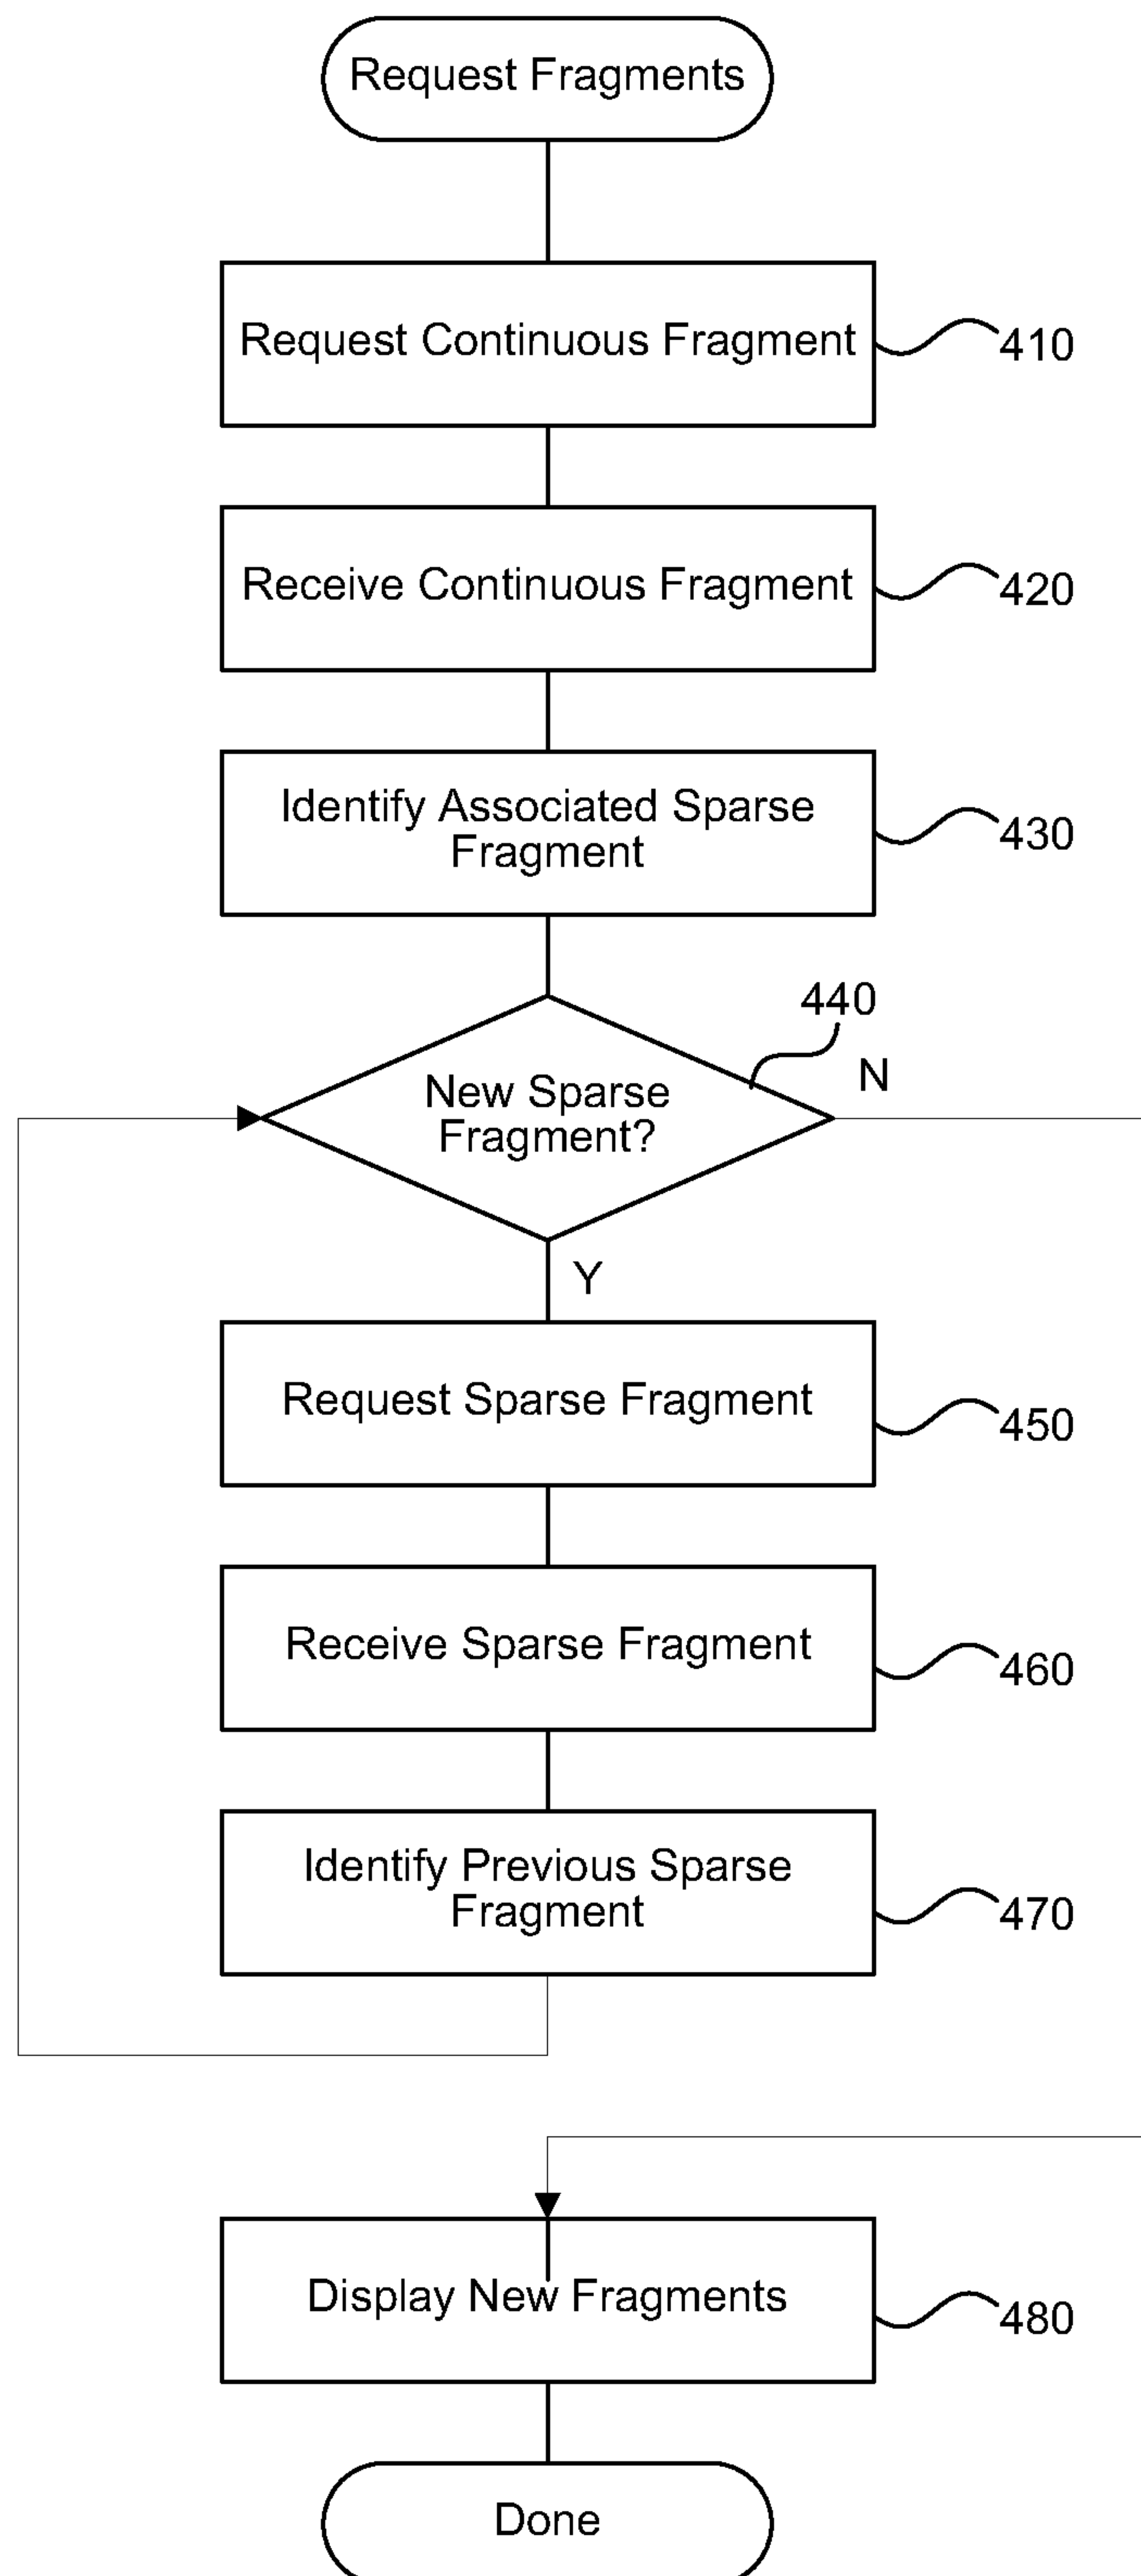 Request Fragments
Request Continuous Fragment
410
Receive Continuous Fragment
420
Identify Associated Sparse
Fragment
430
440
New Sparse
Fragment?
N
Y
Request Sparse Fragment
450
Receive Sparse Fragment
460
Identify Previous Sparse
Fragment
470
Display New Fragments
480
Done